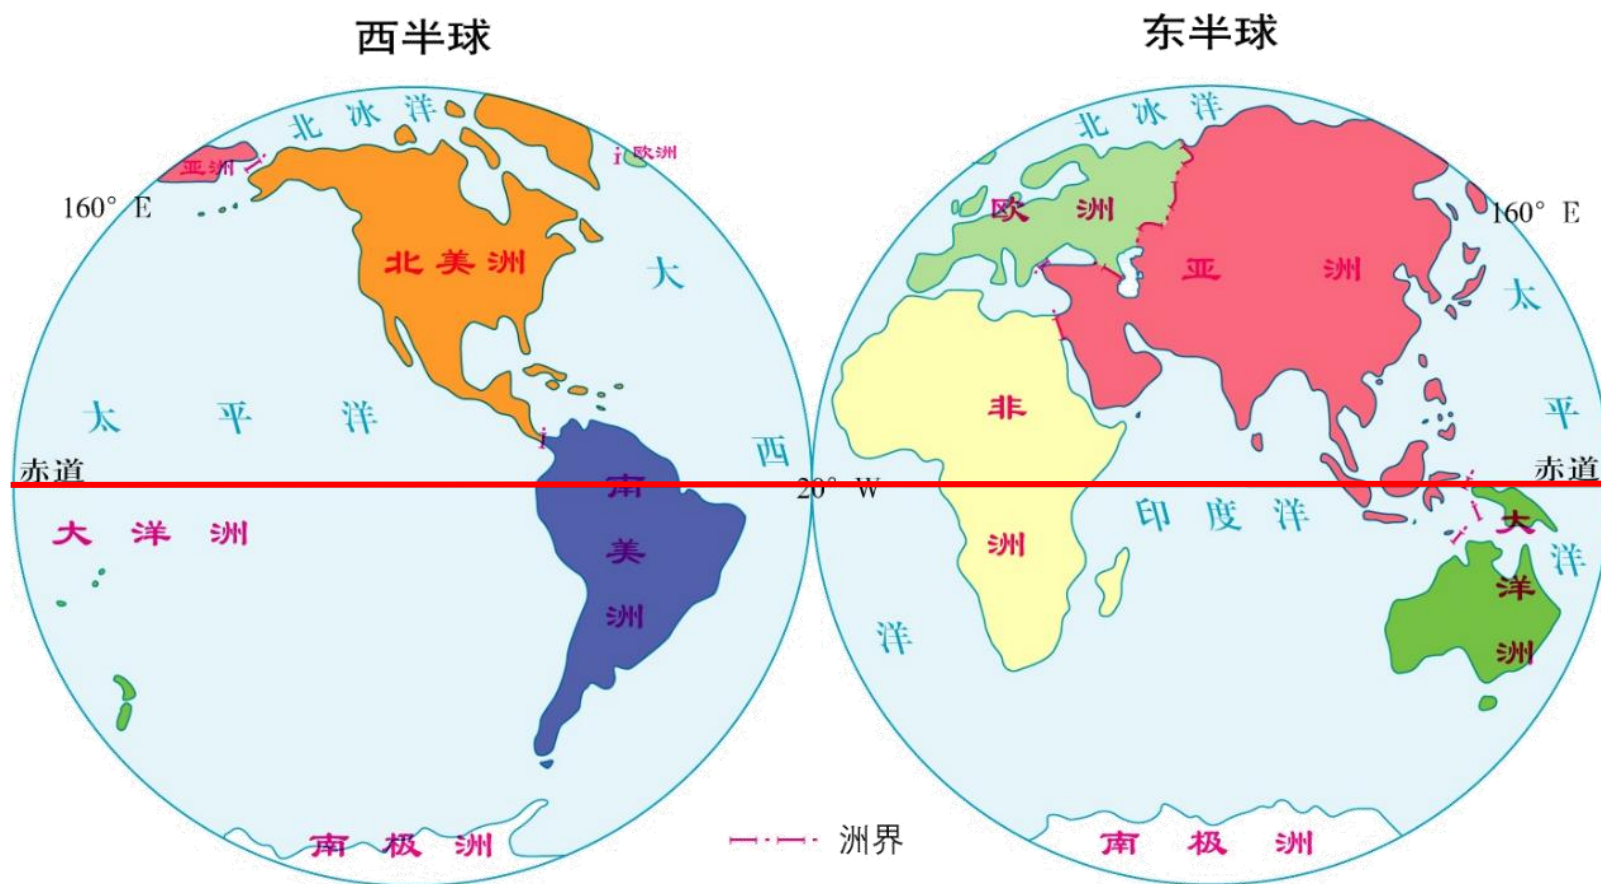 西半球
东半球
北冰洋
北冰洋
亚洲
欧洲
160° E
欧洲
160° E
北美洲
大
亚洲
太
太平洋
非
平
西
赤道
赤道
南
20° W
大洋洲
印度洋
大
美
洲
洋
洋
洲
洋
洲
南极洲
洲界
南极洲